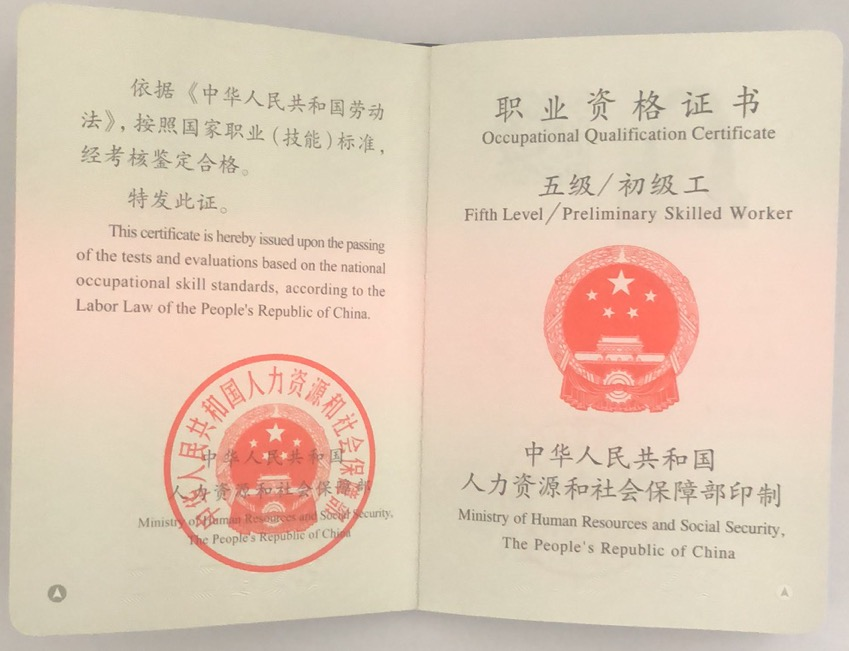 依据《中华人民共和国劳动
法》，按照国家职业（技能）标准，
经考核鉴定合格。
特发此证。
This certificate is hereby issued upon the passing
of the tests and evaluations based on the national
occupational skill standards, according to the
Labor Law of the People's Republic of China.
中华人民共和国人力资源和社会保障部
中华人民共和国
人力资源和社会保障部
Ministry of Human Resources and Social Security,
The People's Republic of China
职业资格证书
Occupational Qualification Certificate
五级/初级工
Fifth Level/Preliminary Skilled Worker
中华人民共和国
人力资源和社会保障部印制
Ministry of Human Resources and Social Security,
The People's Republic of China